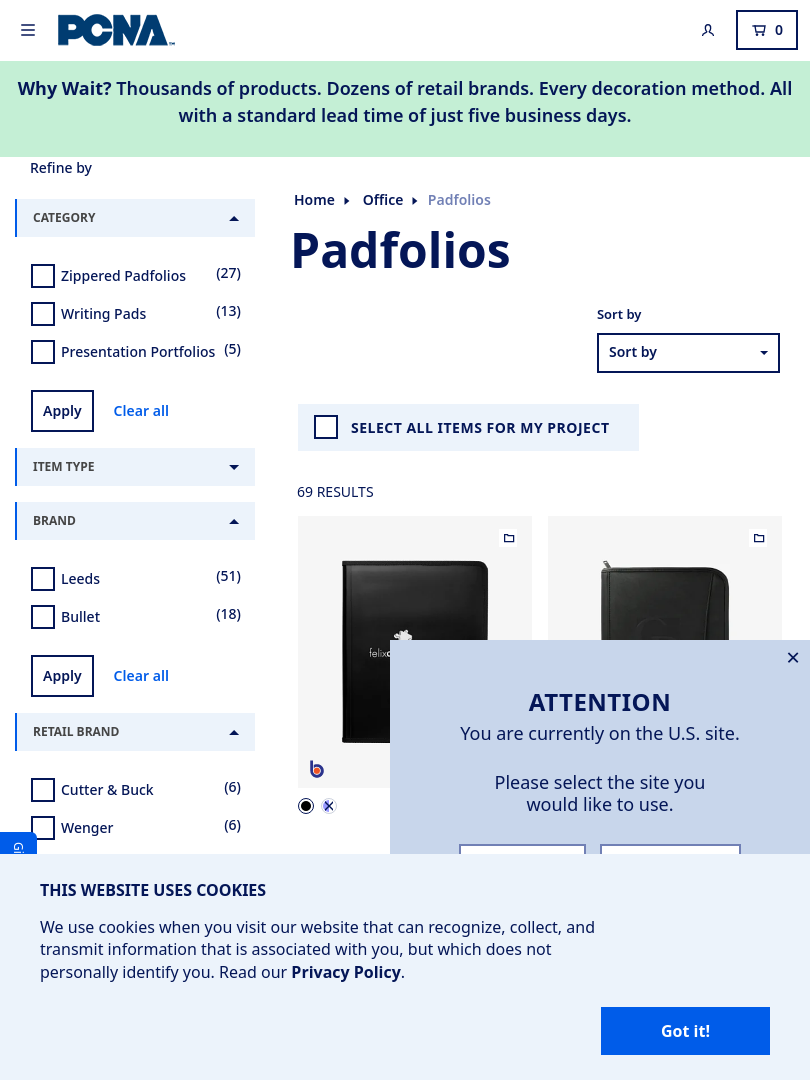 PCNA
0
Why Wait? Thousands of products. Dozens of retail brands. Every decoration method. All
with a standard lead time of just five business days.
Refine by
CATEGORY
Zippered Padfolios (27)
Writing Pads (13)
Presentation Portfolios (5)
Apply Clear all
ITEM TYPE
BRAND
Leeds (51)
Bullet (18)
Apply Clear all
RETAIL BRAND
Cutter & Buck (6)
Wenger (6)
Home Office Padfolios
Padfolios
Sort by
Sort by
SELECT ALL ITEMS FOR MY PROJECT
69 RESULTS
ATTENTION
You are currently on the U.S. site.
Please select the site you
would like to use.
THIS WEBSITE USES COOKIES
We use cookies when you visit our website that can recognize, collect, and
transmit information that is associated with you, but which does not
personally identify you. Read our Privacy Policy.
Got it!